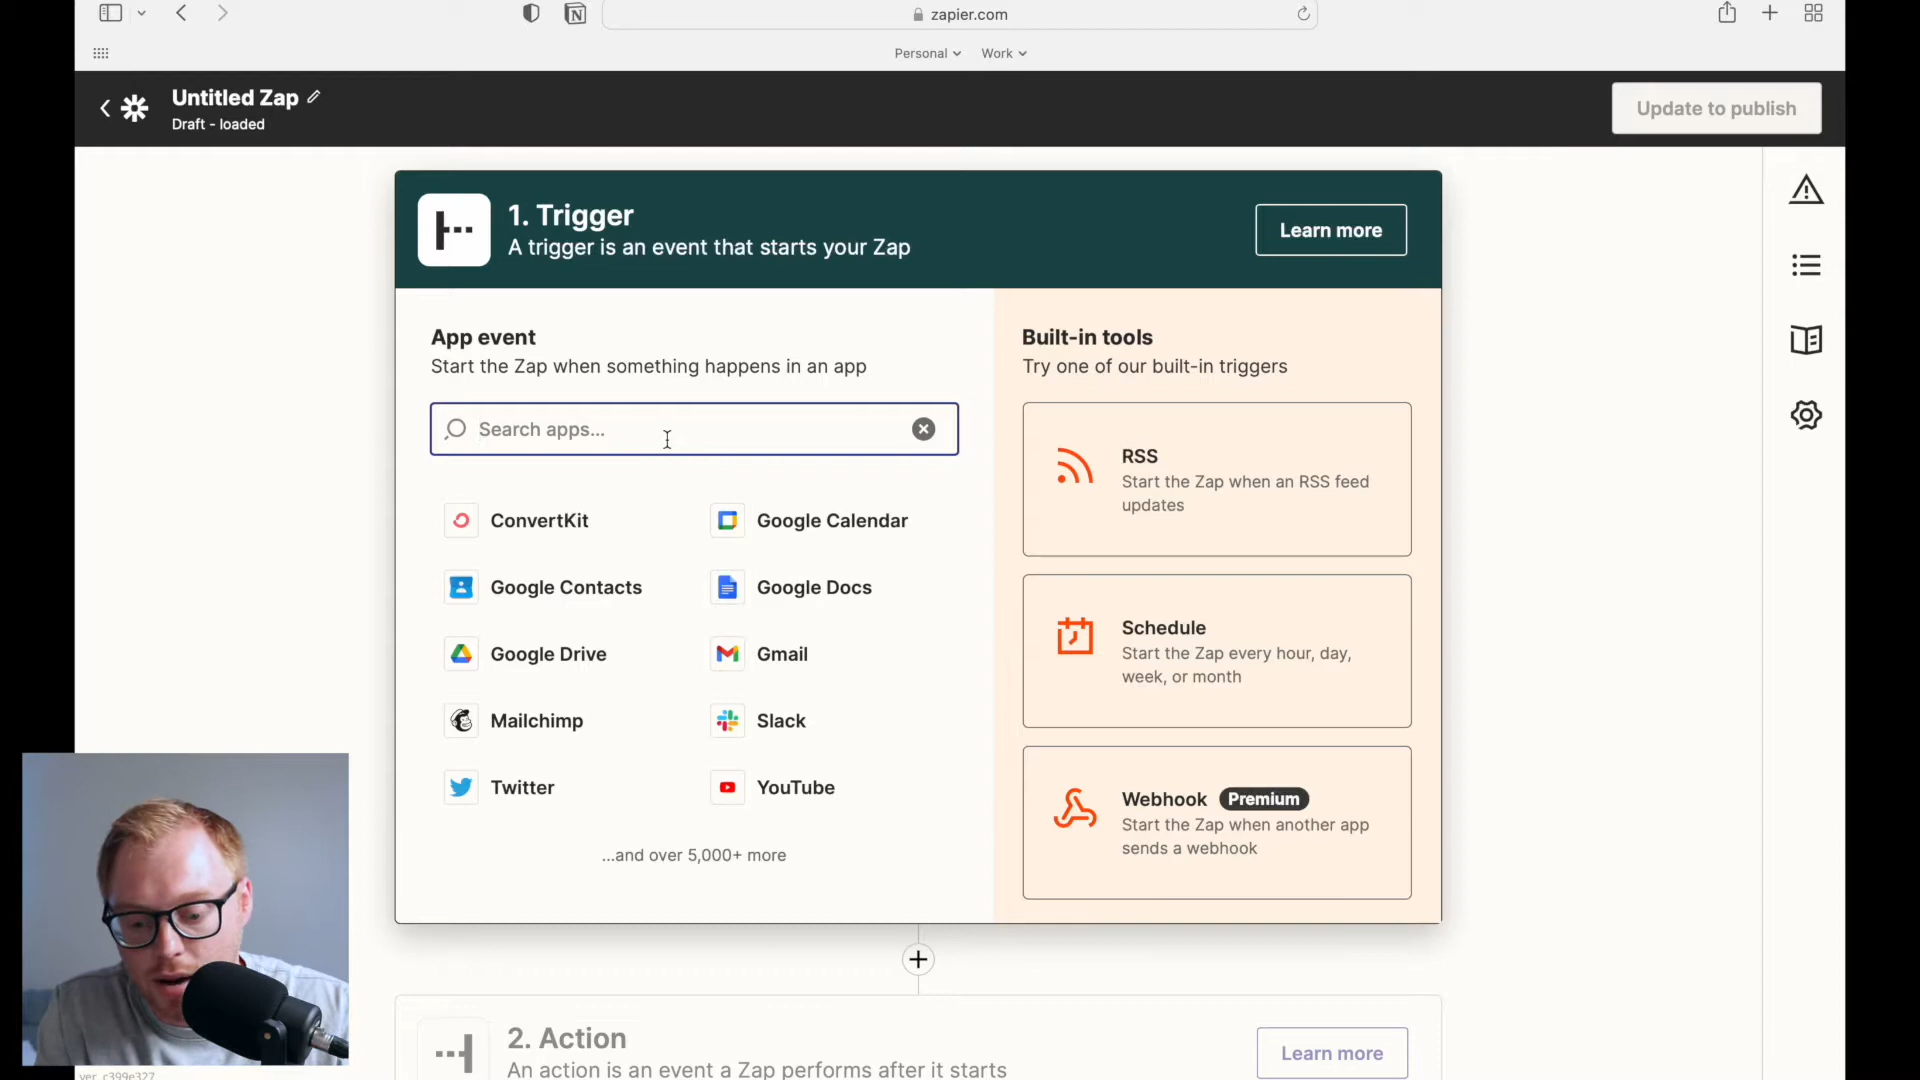 zapier.com
Personal
Work
Untitled Zap
Draft - loaded
Update to publish
1. Trigger
A trigger is an event that starts your Zap
Learn more
App event
Start the Zap when something happens in an app
Search apps...
ConvertKit
Google Calendar
Google Contacts
Google Docs
Google Drive
Gmail
Mailchimp
Slack
Twitter
YouTube
...and over 5,000+ more
Built-in tools
Try one of our built-in triggers
RSS
Start the Zap when an RSS feed
updates
Schedule
Start the Zap every hour, day,
week, or month
Webhook Premium
Start the Zap when another app
sends a webhook
2. Action
An action is an event a Zap performs after it starts
Learn more
ver. c399e327